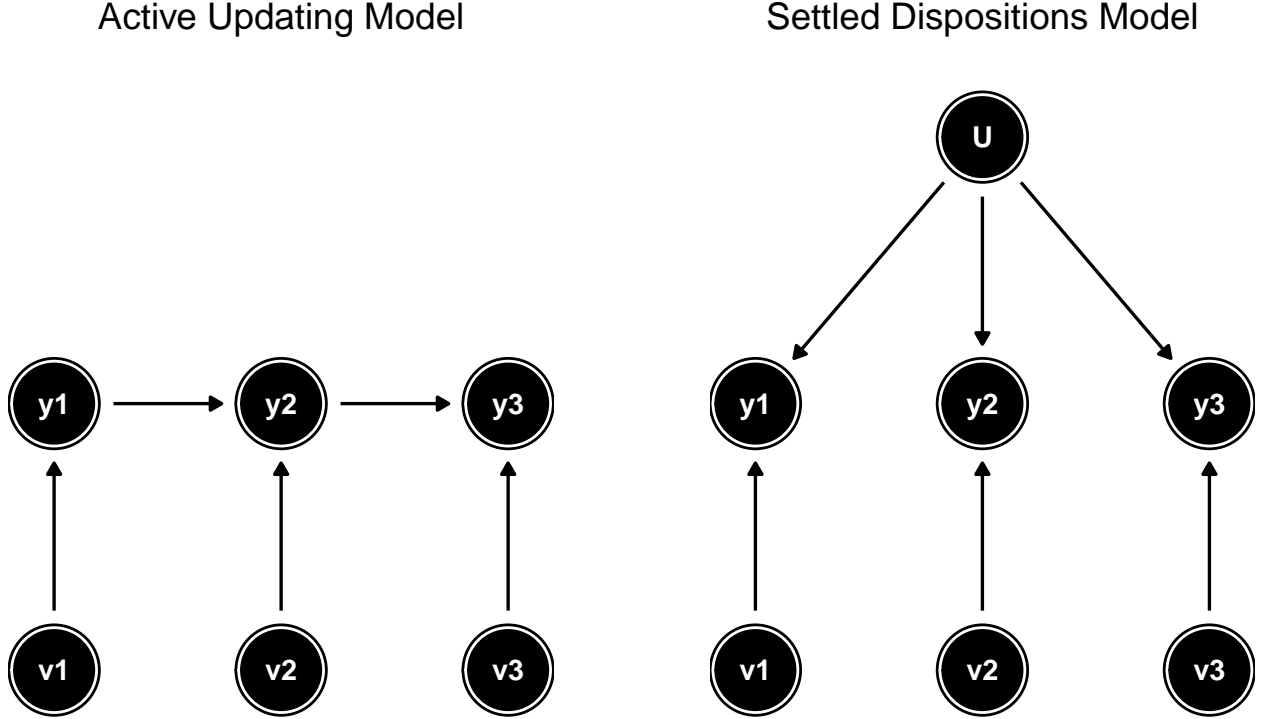 Active Updating Model
Settled Dispositions Model
U
y1
y2
y3
y1
y2
y3
v1
v2
v3
v1
v2
v3